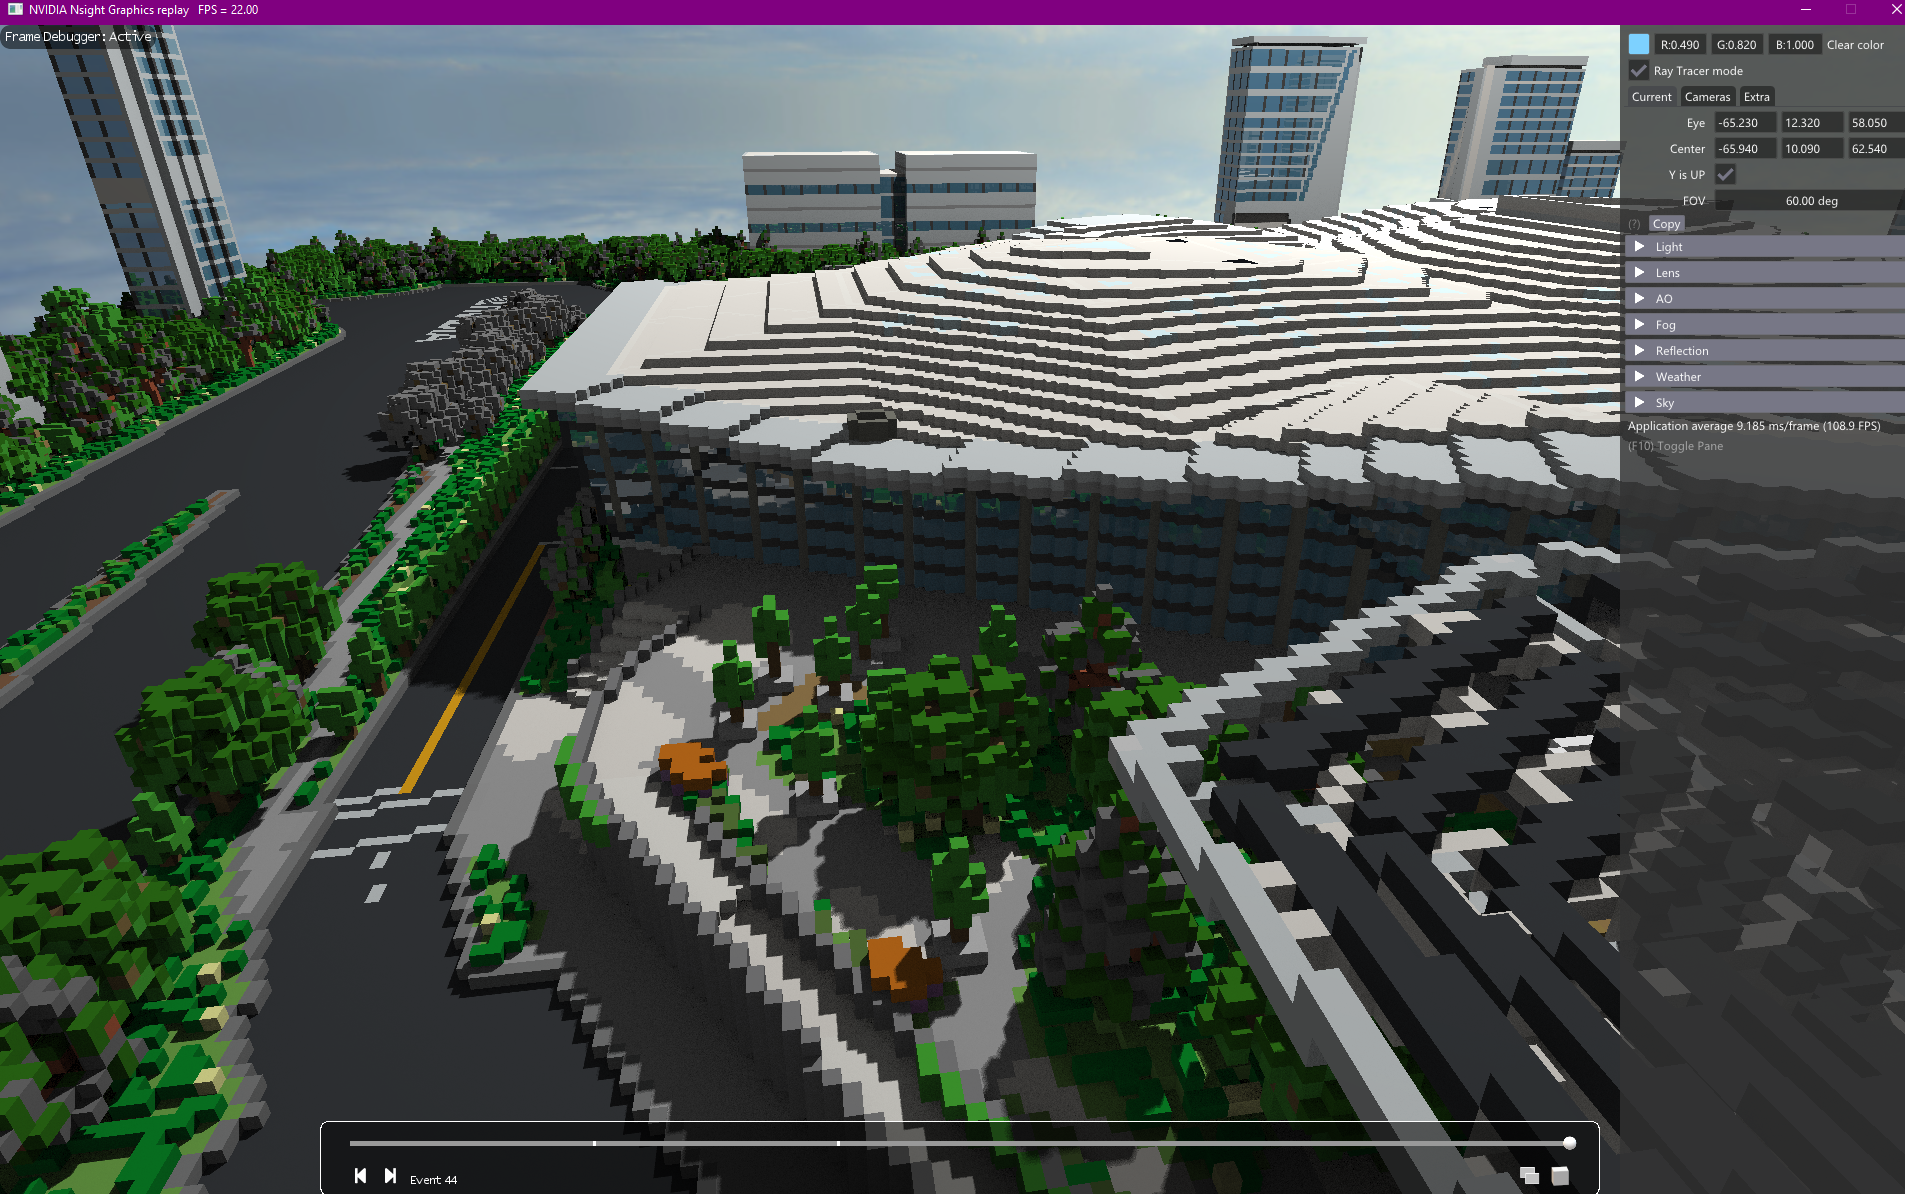 NVIDIA Nsight Graphics replay FPS = 22.00
Frame Debugger: Active
R:0.490 G:0.820 B:1.000 Clear color
Ray Tracer mode
Current Cameras Extra
Eye -65.230 12.320 58.050
Center -65.940 10.090 62.540
Y is UP
FOV 60.00 deg
(?) Copy
Light
Lens
AO
Fog
Reflection
Weather
Sky
Application average 9.185 ms/frame (108.9 FPS)
(F10) Toggle Pane
Event 44